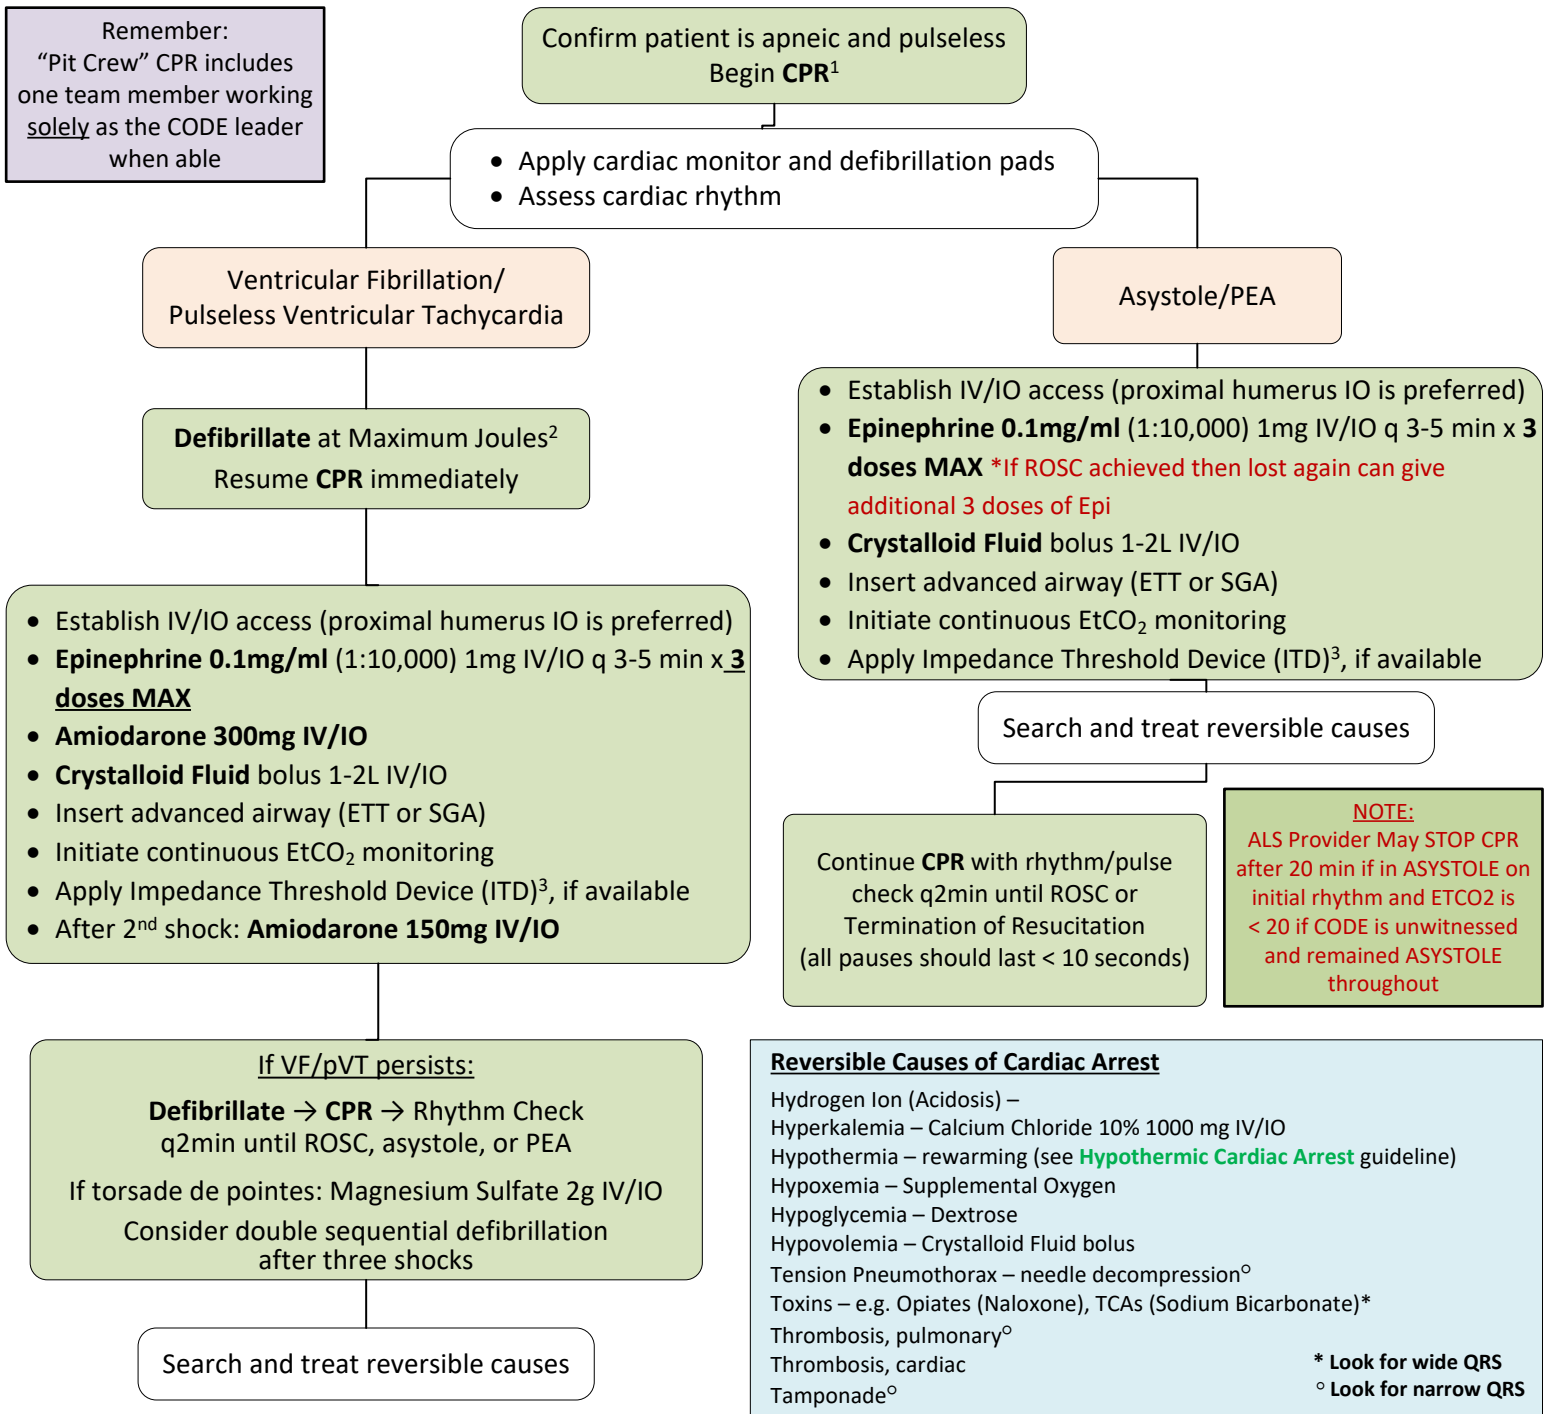 Remember:
“Pit Crew” CPR includes
one team member working
solely as the CODE leader
when able
Confirm patient is apneic and pulseless
Begin CPR¹
• Apply cardiac monitor and defibrillation pads
• Assess cardiac rhythm
Ventricular Fibrillation/
Pulseless Ventricular Tachycardia
Defibrillate at Maximum Joules²
Resume CPR immediately
• Establish IV/IO access (proximal humerus IO is preferred)
• Epinephrine 0.1mg/ml (1:10,000) 1mg IV/IO q 3-5 min x 3
doses MAX
• Amiodarone 300mg IV/IO
• Crystalloid Fluid bolus 1-2L IV/IO
• Insert advanced airway (ETT or SGA)
• Initiate continuous EtCO₂ monitoring
• Apply Impedance Threshold Device (ITD)³, if available
• After 2nd shock: Amiodarone 150mg IV/IO
If VF/pVT persists:
Defibrillate → CPR → Rhythm Check
q2min until ROSC, asystole, or PEA
If torsade de pointes: Magnesium Sulfate 2g IV/IO
Consider double sequential defibrillation
after three shocks
Search and treat reversible causes
Asystole/PEA
• Establish IV/IO access (proximal humerus IO is preferred)
• Epinephrine 0.1mg/ml (1:10,000) 1mg IV/IO q 3-5 min x 3
doses MAX *If ROSC achieved then lost again can give
additional 3 doses of Epi
• Crystalloid Fluid bolus 1-2L IV/IO
• Insert advanced airway (ETT or SGA)
• Initiate continuous EtCO₂ monitoring
• Apply Impedance Threshold Device (ITD)³, if available
Search and treat reversible causes
Continue CPR with rhythm/pulse
check q2min until ROSC or
Termination of Resucitation
(all pauses should last < 10 seconds)
NOTE:
ALS Provider May STOP CPR
after 20 min if in ASYSTOLE on
initial rhythm and ETCO2 is
< 20 if CODE is unwitnessed
and remained ASYSTOLE
throughout
Reversible Causes of Cardiac Arrest
Hydrogen Ion (Acidosis) –
Hyperkalemia – Calcium Chloride 10% 1000 mg IV/IO
Hypothermia – rewarming (see Hypothermic Cardiac Arrest guideline)
Hypoxemia – Supplemental Oxygen
Hypoglycemia – Dextrose
Hypovolemia – Crystalloid Fluid bolus
Tension Pneumothorax – needle decompression○
Toxins – e.g. Opiates (Naloxone), TCAs (Sodium Bicarbonate)*
Thrombosis, pulmonary○
Thrombosis, cardiac
Tamponade○
* Look for wide QRS
○ Look for narrow QRS